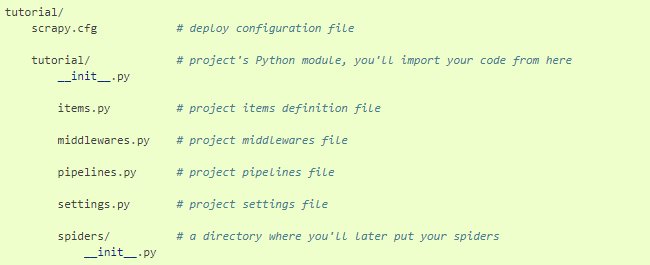 tutorial/
    scrapy.cfg            # deploy configuration file
    tutorial/             # project's Python module, you'll import your code from here
        __init__.py
        items.py          # project items definition file
        middlewares.py    # project middlewares file
        pipelines.py      # project pipelines file
        settings.py       # project settings file
        spiders/          # a directory where you'll later put your spiders
            __init__.py